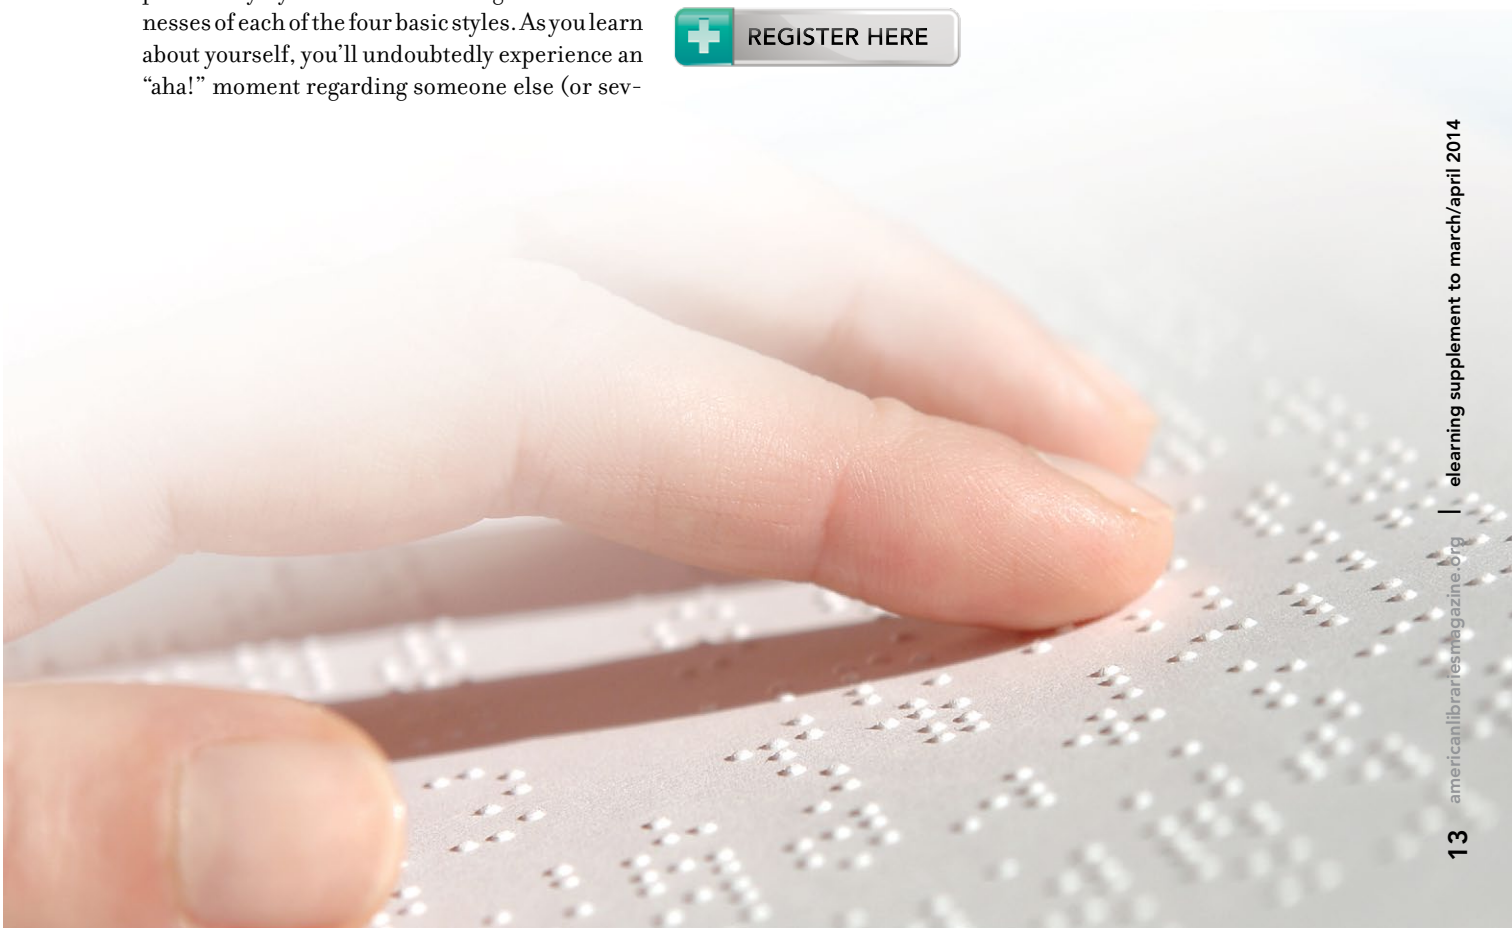 nesses of each of the four basic styles. As you learn
about yourself, you’ll undoubtedly experience an
“aha!” moment regarding someone else (or sev-
REGISTER HERE
13 americanlibrariesmagazine.org | elearning supplement to march/april 2014